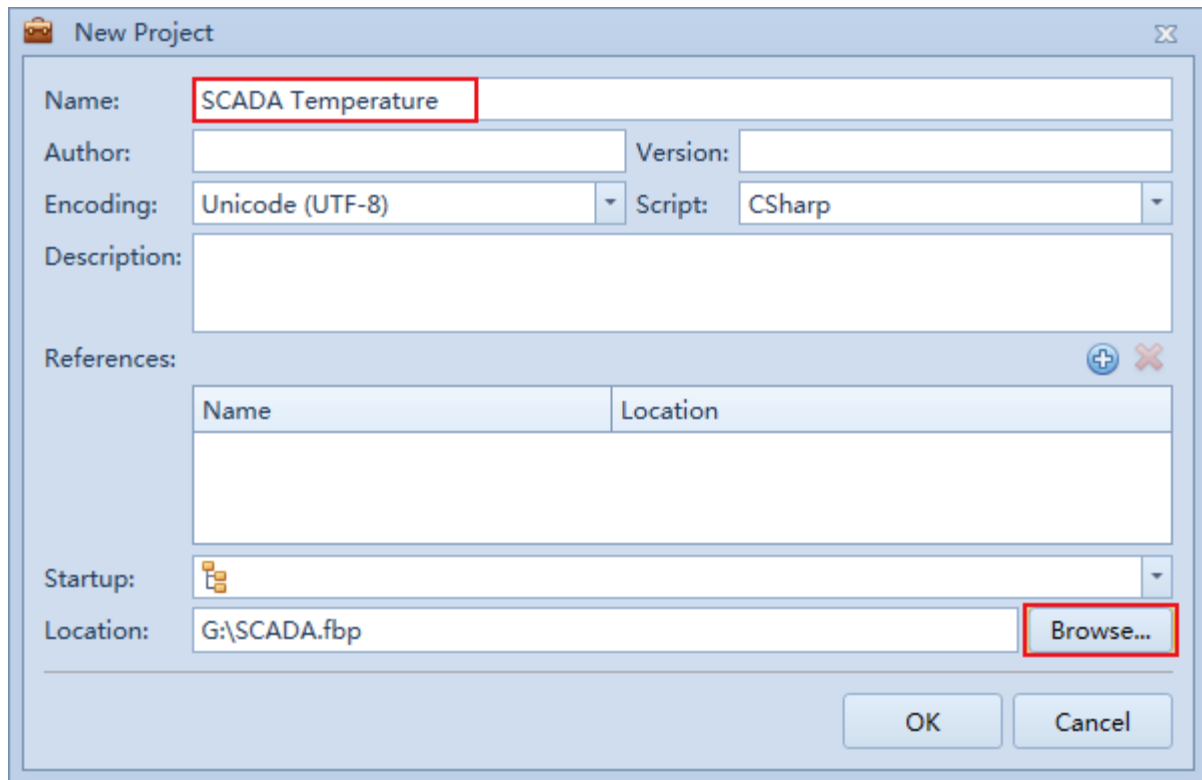 New Project
Name: SCADA Temperature
Author: Version:
Encoding: Unicode (UTF-8) Script: CSharp
Description:
References:
Name Location
Startup:
Location: G:\SCADA.fbp Browse...
OK Cancel